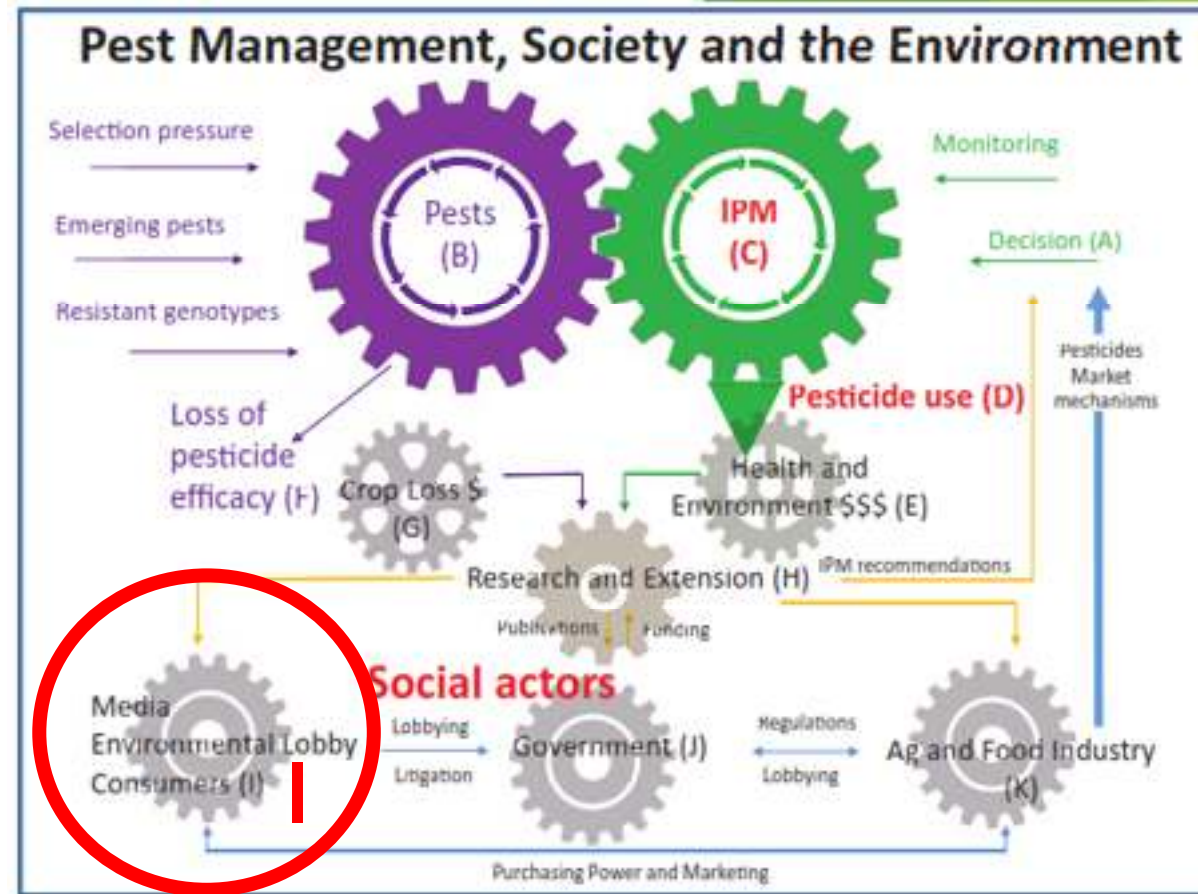 Pest Management, Society and the Environment
Selection pressure
Emerging pests
Resistant genotypes
Pests
(B)
IPM
(C)
Monitoring
Decision (A)
Pesticides
Market
mechanisms
Pesticide use (D)
Loss of
pesticide
efficacy (F)
Crop Loss $
(G)
Health and
Environment $$$ (E)
Research and Extension (H)
IPM recommendations
Publications
Funding
Social actors
Media
Environmental Lobby
Consumers (I)
I
Lobbying
Litigation
Government (J)
Regulations
Lobbying
Ag and Food Industry
(K)
Purchasing Power and Marketing